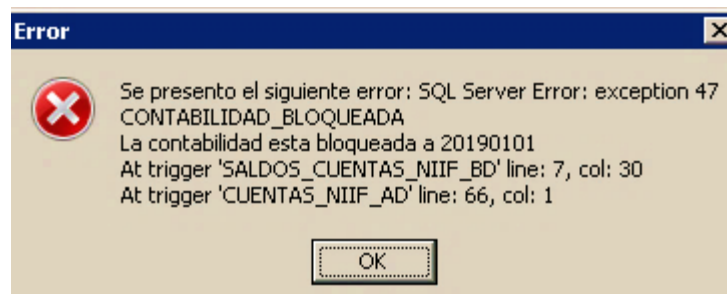 Error
Se presento el siguiente error: SQL Server Error: exception 47
CONTABILIDAD_BLOQUEADA
La contabilidad esta bloqueada a 20190101
At trigger 'SALDOS_CUENTAS_NIIF_BD' line: 7, col: 30
At trigger 'CUENTAS_NIIF_AD' line: 66, col: 1
OK